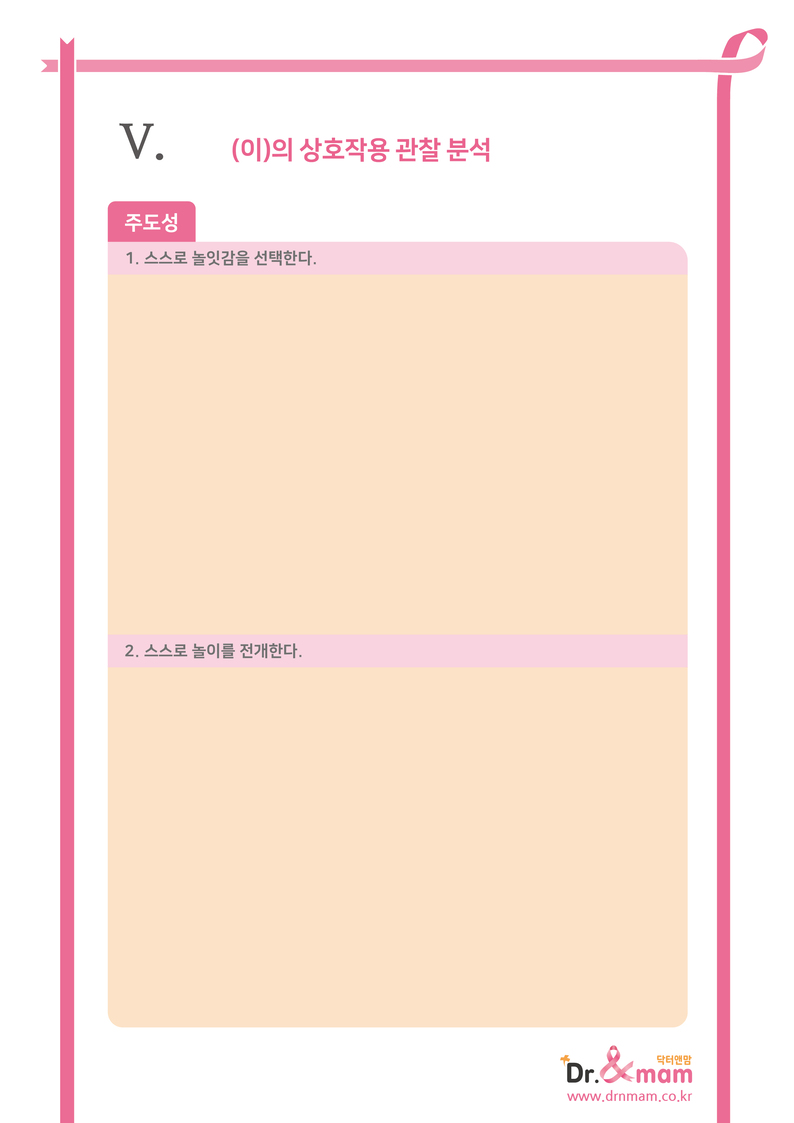 V. (이)의 상호작용 관찰 분석
주도성
1. 스스로 놀잇감을 선택한다.
2. 스스로 놀이를 전개한다.
닥터앤맘
Dr.&mam
www.drnmam.co.kr